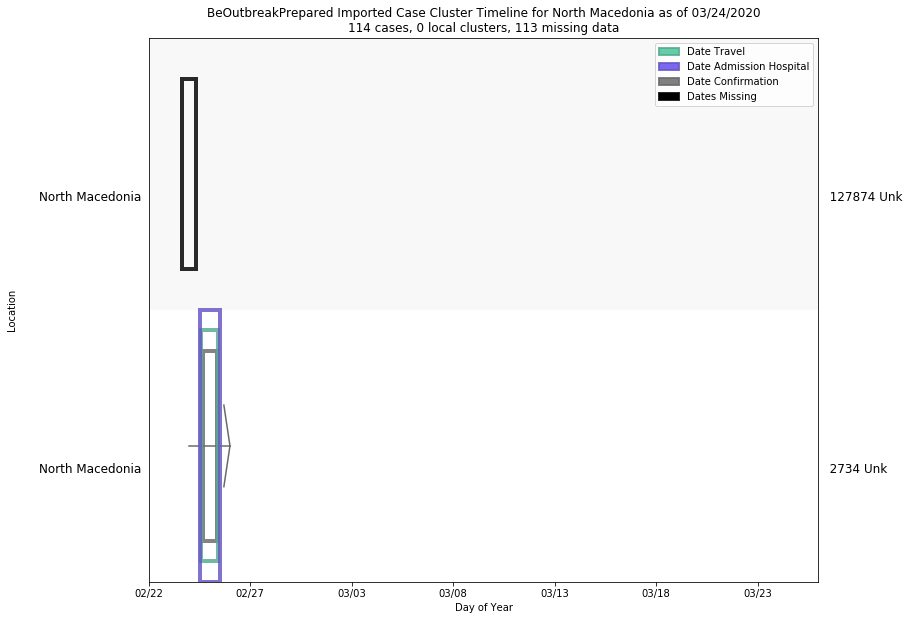 BeOutbreakPrepared Imported Case Cluster Timeline for North Macedonia as of 03/24/2020
114 cases, 0 local clusters, 113 missing data
Date Travel
Date Admission Hospital
Date Confirmation
Dates Missing
North Macedonia
127874 Unk
Location
North Macedonia
2734 Unk
02/22
02/27
03/03
03/08
03/13
03/18
03/23
Day of Year